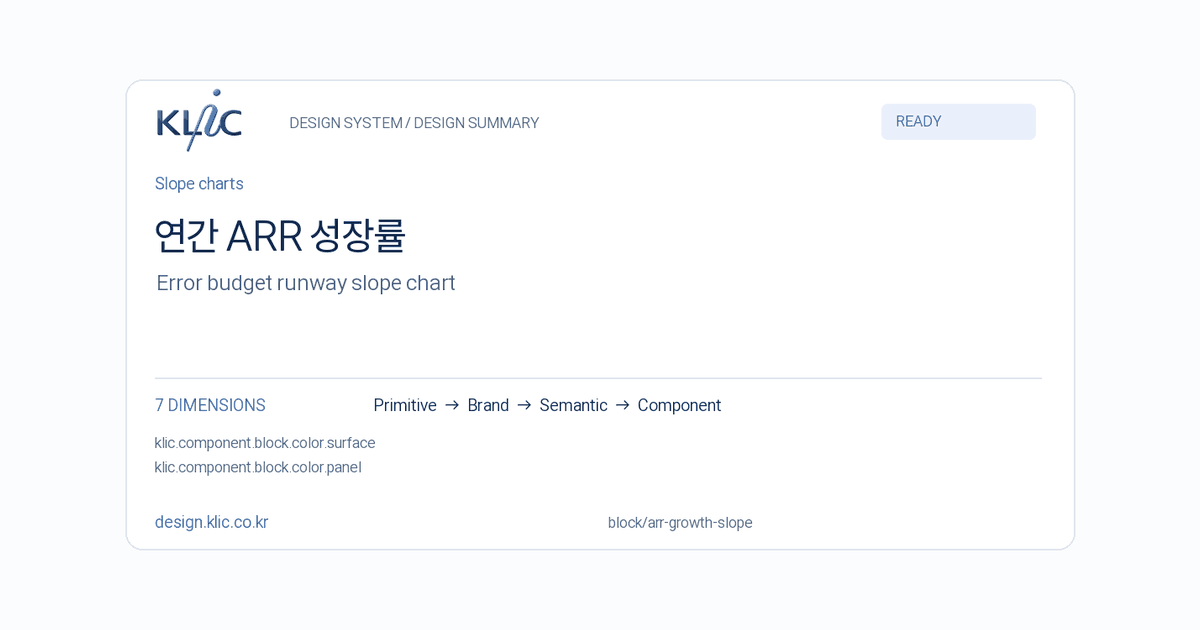 KLiC
DESIGN SYSTEM / DESIGN SUMMARY
READY
Slope charts
연간 ARR 성장률
Error budget runway slope chart
7 DIMENSIONS
Primitive → Brand → Semantic → Component
klic.component.block.color.surface
klic.component.block.color.panel
design.klic.co.kr
block/arr-growth-slope